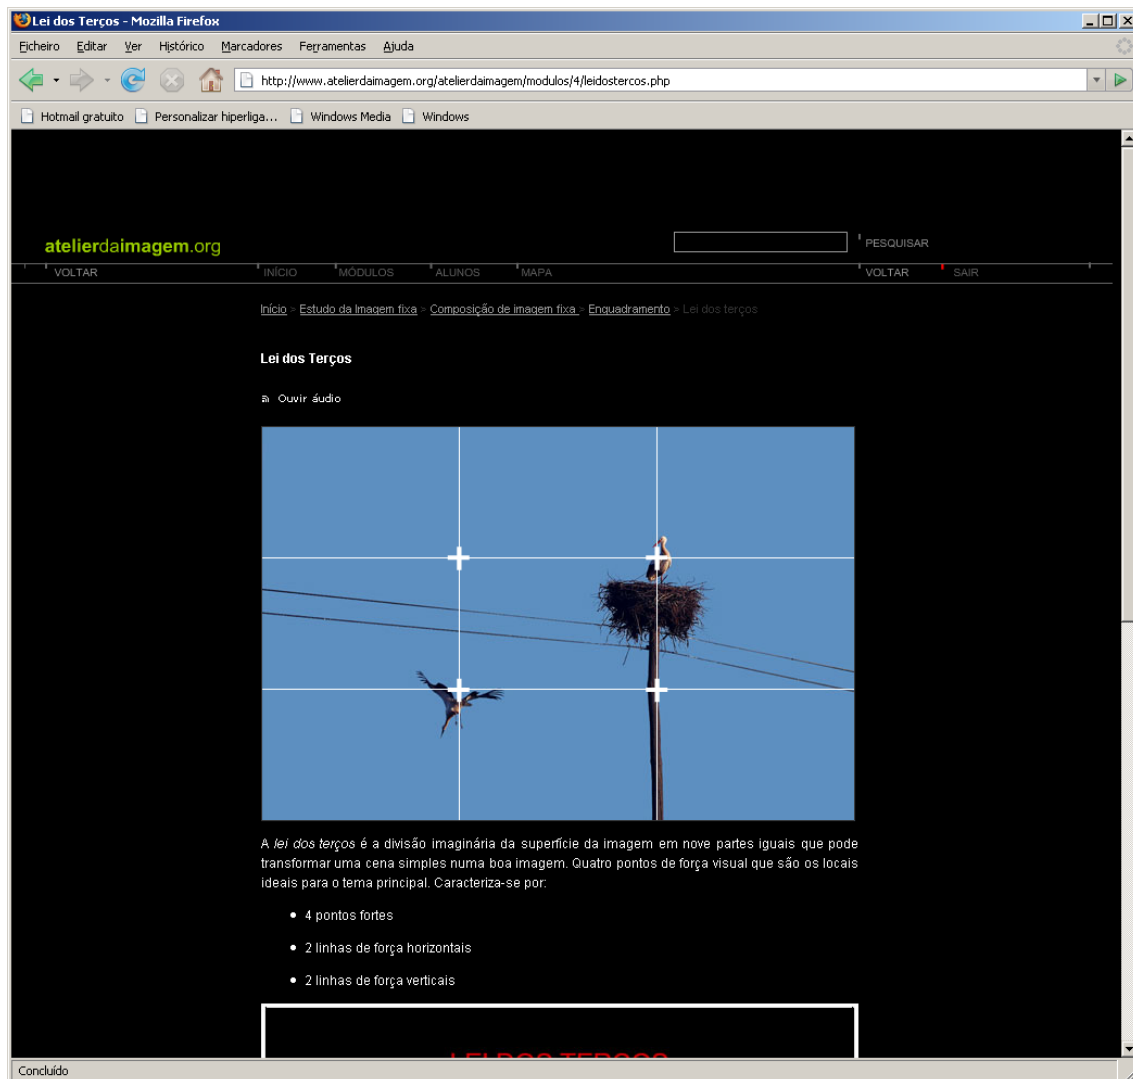 Lei dos Terços - Mozilla Firefox
Ficheiro Editar Ver Histórico Marcadores Ferramentas Ajuda
http://www.atelierdaimagem.org/atelierdaimagem/modulos/4/leidostercos.php
Hotmail gratuito Personalizar hiperliga... Windows Media Windows
atelierdaimagem.org
PESQUISAR
VOLTAR INÍCIO MÓDULOS ALUNOS MAPA VOLTAR SAIR
Início > Estudo da Imagem fixa > Composição de imagem fixa > Enquadramento > Lei dos terços
Lei dos Terços
Ouvir áudio
A lei dos terços é a divisão imaginária da superfície da imagem em nove partes iguais que pode
transformar uma cena simples numa boa imagem. Quatro pontos de força visual que são os locais
ideais para o tema principal. Caracteriza-se por:
• 4 pontos fortes
• 2 linhas de força horizontais
• 2 linhas de força verticais
LEI DOS TERÇOS
Concluído